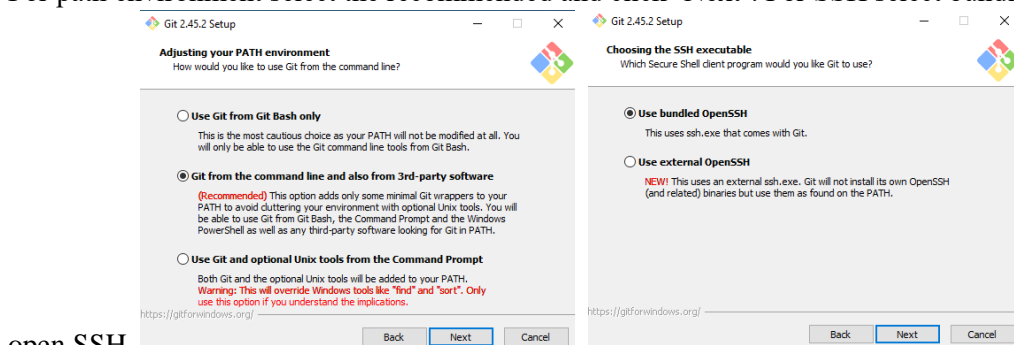 For path environment select the recommended and click 'Next'. For SSH select bundl
Git 2.45.2 Setup
Adjusting your PATH environment
How would you like to use Git from the command line?
Use Git from Git Bash only
This is the most cautious choice as your PATH will not be modified at all. You
will only be able to use the Git command line tools from Git Bash.
Git from the command line and also from 3rd-party software
(Recommended) This option adds only some minimal Git wrappers to your
PATH to avoid cluttering your environment with optional Unix tools. You will
be able to use Git from Git Bash, the Command Prompt and the Windows
PowerShell as well as any third-party software looking for Git in PATH.
Use Git and optional Unix tools from the Command Prompt
Both Git and the optional Unix tools will be added to your PATH.
Warning: This will override Windows tools like "find" and "sort". Only
use this option if you understand the implications.
https://gitforwindows.org/
Back Next Cancel
Git 2.45.2 Setup
Choosing the SSH executable
Which Secure Shell client program would you like Git to use?
Use bundled OpenSSH
This uses ssh.exe that comes with Git.
Use external OpenSSH
NEW! This uses an external ssh.exe. Git will not install its own OpenSSH
(and related) binaries but use them as found on the PATH.
https://gitforwindows.org/
Back Next Cancel
open SSH